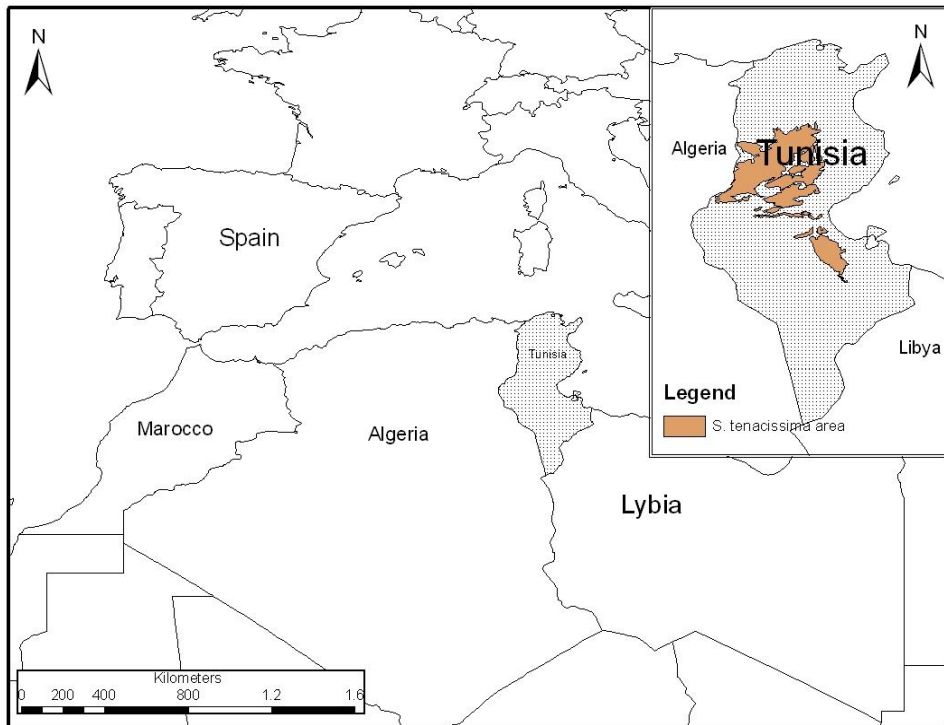 N
Spain
Tunisia
Marocco
Algeria
Lybia
Kilometers
0 200 400 800 1.2 1.6
N
Algeria
Tunisia
Libya
Legend
S. tenacissima area